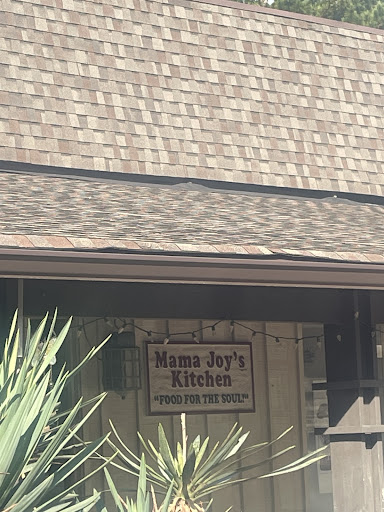 Mama Joy's
Kitchen
"FOOD FOR THE SOUL"